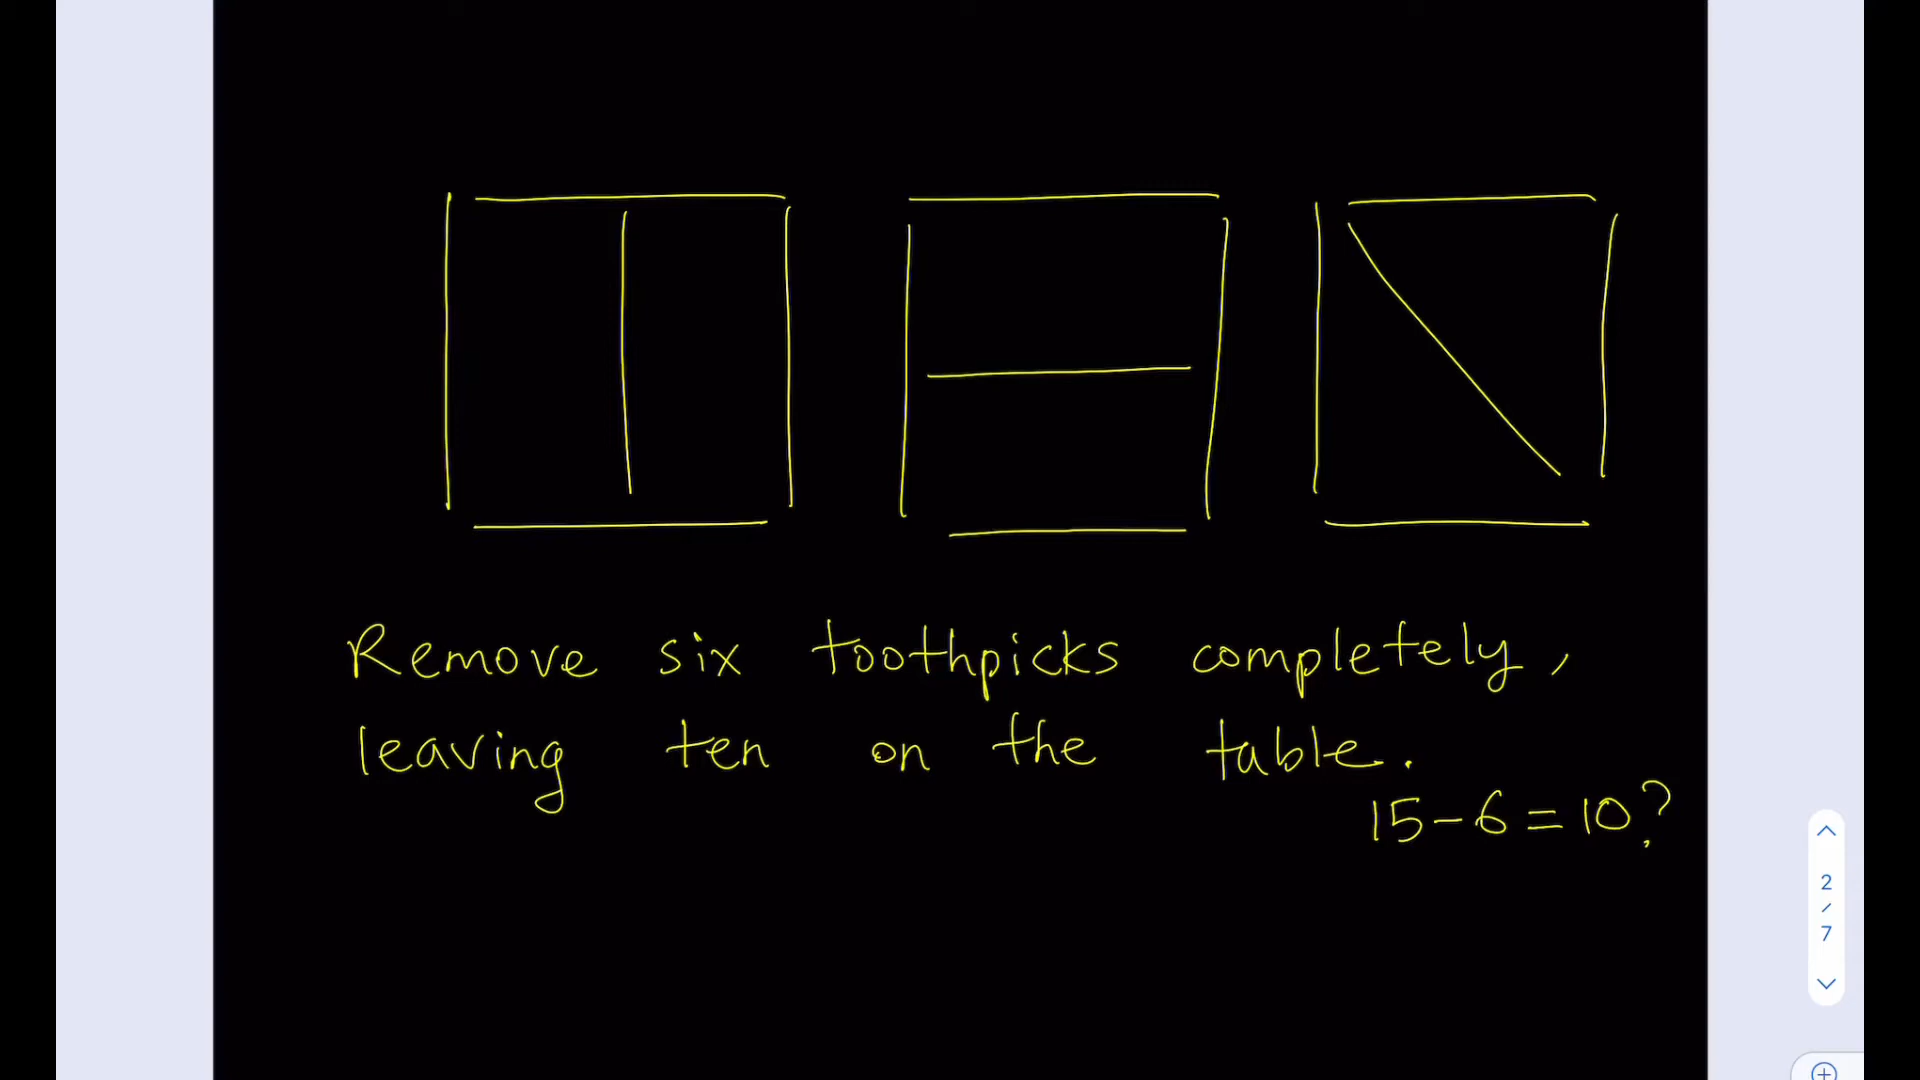 Remove six toothpicks completely,
leaving ten on the table.
15-6=10?
2
/
7